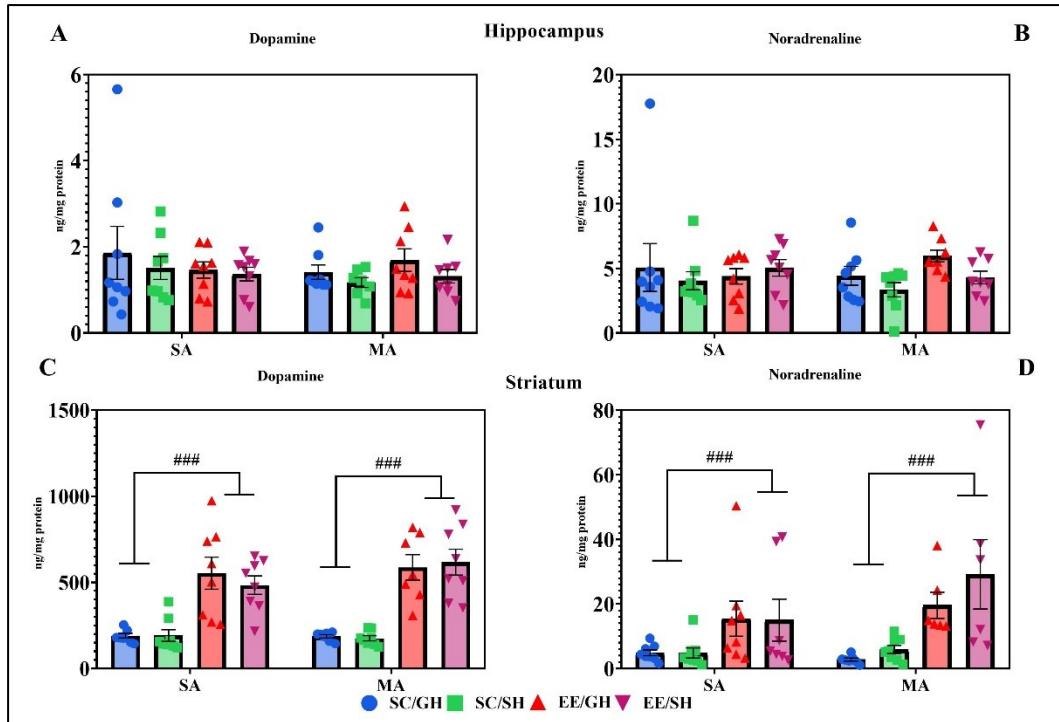 A
Hippocampus
B
Dopamine
Noradrenaline
ng/mg protein
6
4
2
0
SA
MA
ng/mg protein
20
15
10
5
0
SA
MA
C
Striatum
D
Dopamine
Noradrenaline
ng/mg protein
1500
1000
500
0
###
###
SA
MA
ng/mg protein
80
60
40
20
0
###
###
SA
MA
SC/GH SC/SH EE/GH EE/SH